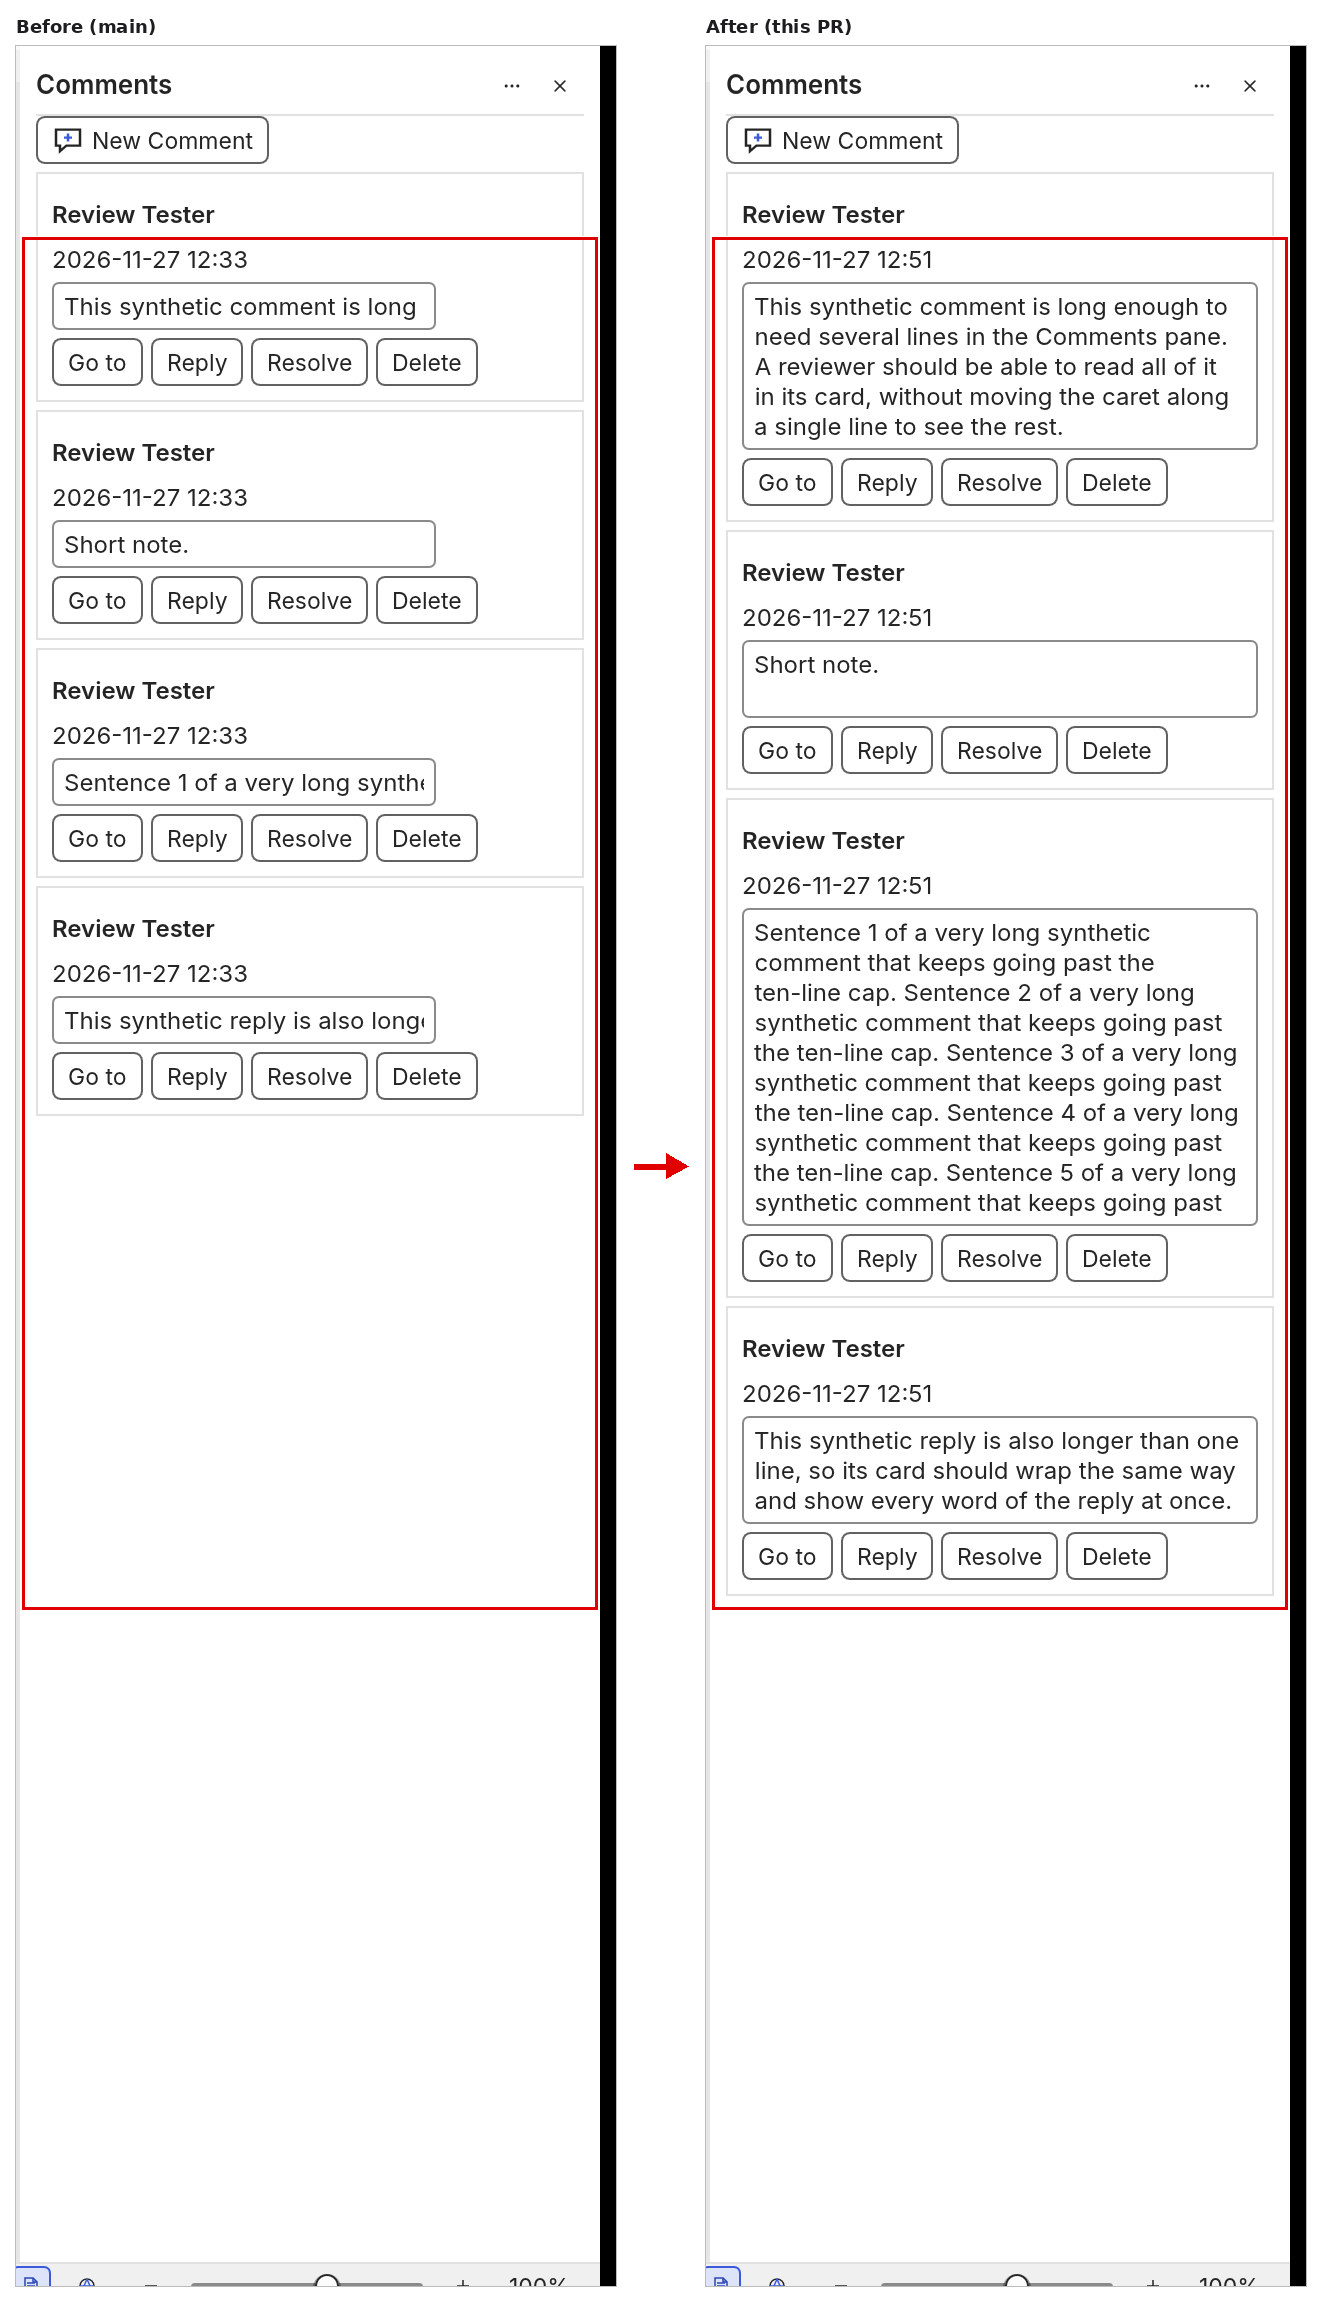 Before (main)
Comments
New Comment
Review Tester
2026-11-27 12:33
This synthetic comment is long
Go to Reply Resolve Delete
Review Tester
2026-11-27 12:33
Short note.
Go to Reply Resolve Delete
Review Tester
2026-11-27 12:33
Sentence 1 of a very long synthe
Go to Reply Resolve Delete
Review Tester
2026-11-27 12:33
This synthetic reply is also longe
Go to Reply Resolve Delete
100%
After (this PR)
Comments
New Comment
Review Tester
2026-11-27 12:51
This synthetic comment is long enough to
need several lines in the Comments pane.
A reviewer should be able to read all of it
in its card, without moving the caret along
a single line to see the rest.
Go to Reply Resolve Delete
Review Tester
2026-11-27 12:51
Short note.
Go to Reply Resolve Delete
Review Tester
2026-11-27 12:51
Sentence 1 of a very long synthetic
comment that keeps going past the
ten-line cap. Sentence 2 of a very long
synthetic comment that keeps going past
the ten-line cap. Sentence 3 of a very long
synthetic comment that keeps going past
the ten-line cap. Sentence 4 of a very long
synthetic comment that keeps going past
the ten-line cap. Sentence 5 of a very long
synthetic comment that keeps going past
Go to Reply Resolve Delete
Review Tester
2026-11-27 12:51
This synthetic reply is also longer than one
line, so its card should wrap the same way
and show every word of the reply at once.
Go to Reply Resolve Delete
100%